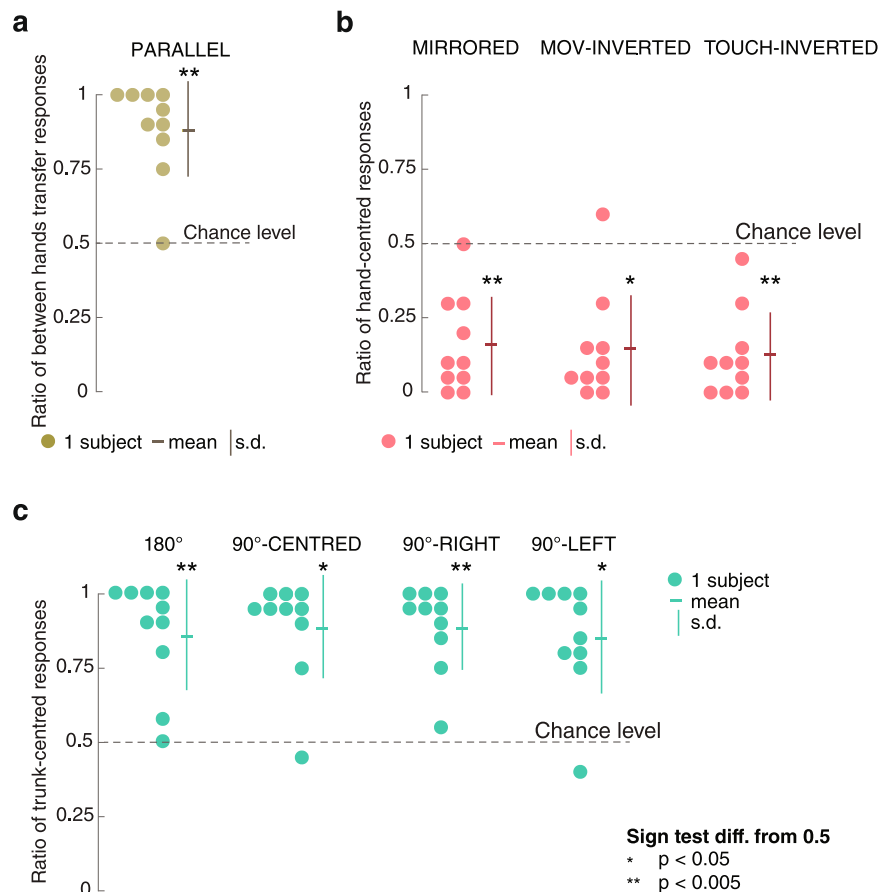 a
PARALLEL
**
Ratio of between hands transfer responses
1
0.75
0.5
0.25
0
Chance level
1 subject mean s.d.
b
MIRRORED MOV-INVERTED TOUCH-INVERTED
Ratio of hand-centred responses
1
0.75
0.5
0.25
0
Chance level
** * **
1 subject mean s.d.
c
180° 90°-CENTRED 90°-RIGHT 90°-LEFT
** * ** *
Ratio of trunk-centred responses
1
0.75
0.5
0.25
0
Chance level
1 subject
mean
s.d.
Sign test diff. from 0.5
* p < 0.05
** p < 0.005